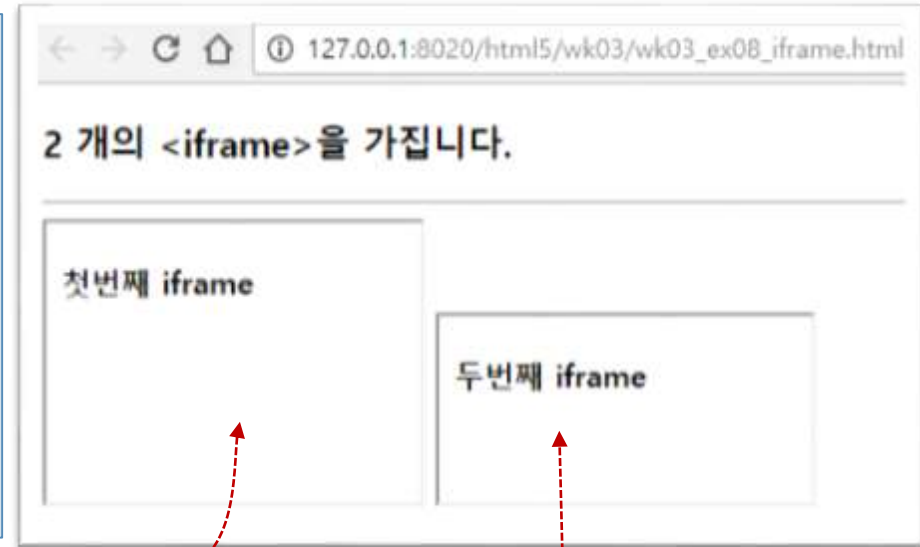 127.0.0.1:8020/html5/wk03/wk03_ex08_iframe.html
2 개의 <iframe>을 가집니다.
첫번째 iframe
두번째 iframe